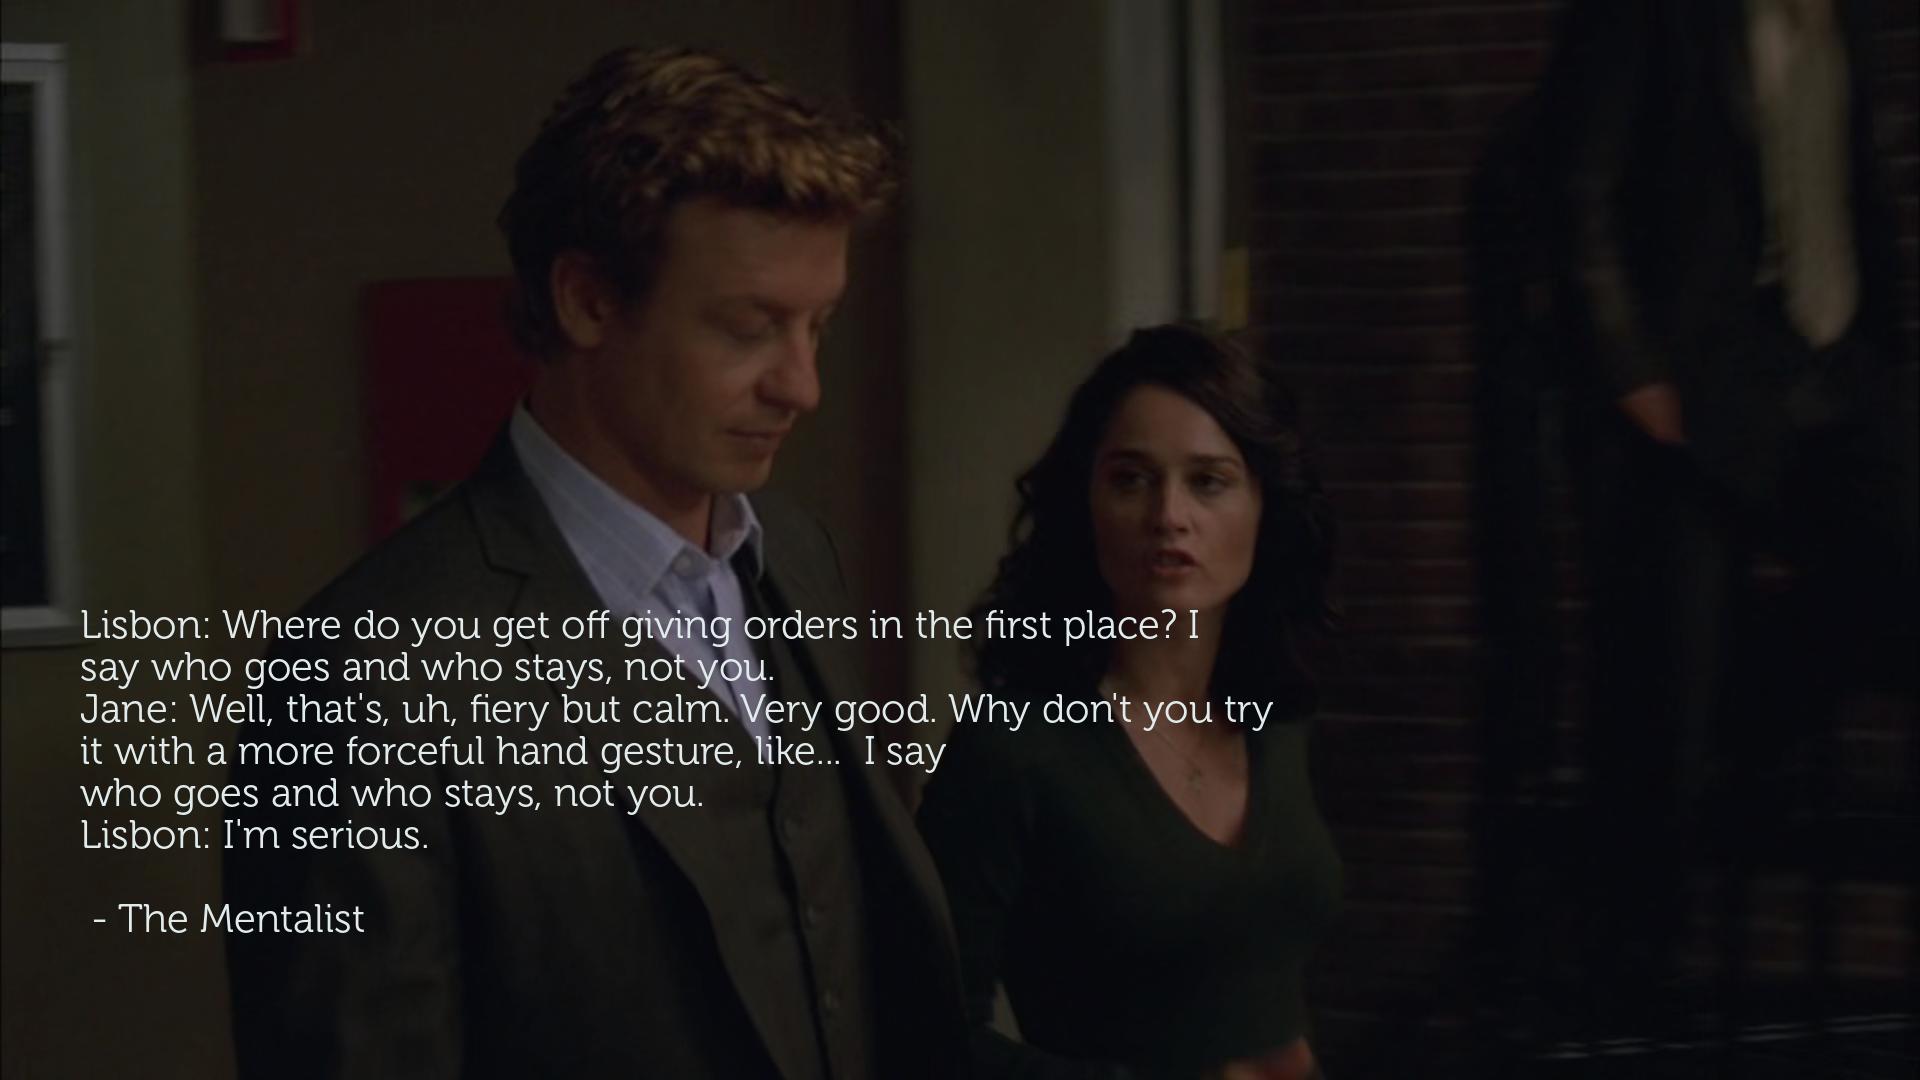 Lisbon: Where do you get off giving orders in the first place? I
say who goes and who stays, not you.
Jane: Well, that's, uh, fiery but calm. Very good. Why don't you try
it with a more forceful hand gesture, like...  I say
who goes and who stays, not you.
Lisbon: I'm serious.
- The Mentalist